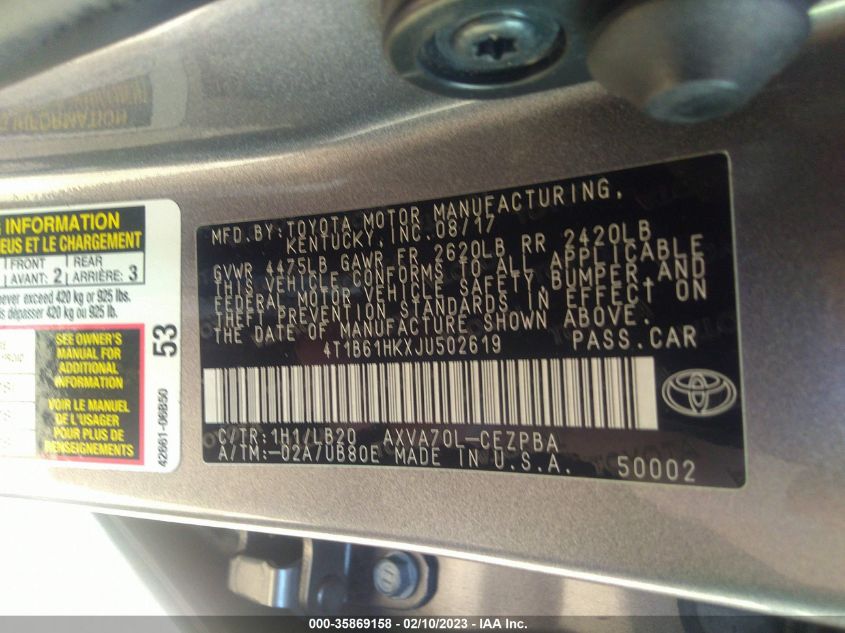 G INFORMATION
EUS ET LE CHARGEMENT
FRONT
AVANT: 2
REAR
ARRIÈRE: 3
never exceed 420 kg or 925 lbs.
dépasser 420 kg ou 925 lb.
SEE OWNER'S
MANUAL FOR
ADDITIONAL
INFORMATION
VOIR LE MANUEL
DE L'USAGER
POUR PLUS DE
RENSEIGNEMENTS
53
42661-06B50
MFD.BY:TOYOTA MOTOR MANUFACTURING,
KENTUCKY,INC.08/17
GVWR 4475LB GAWR FR 2620LB RR 2420LB
THIS VEHICLE CONFORMS TO ALL APPLICABLE
FEDERAL MOTOR VEHICLE SAFETY,BUMPER,AND
THEFT PREVENTION STANDARDS IN EFFECT ON
THE DATE OF MANUFACTURE SHOWN ABOVE.
4T1B61HKXJU502619 PASS.CAR
C/TR:1H1/LB20 AXVA70L-CEZPBA
A/TM:-02A/UB80E MADE IN U.S.A. 50002
000-35869158 - 02/10/2023 - IAA Inc.